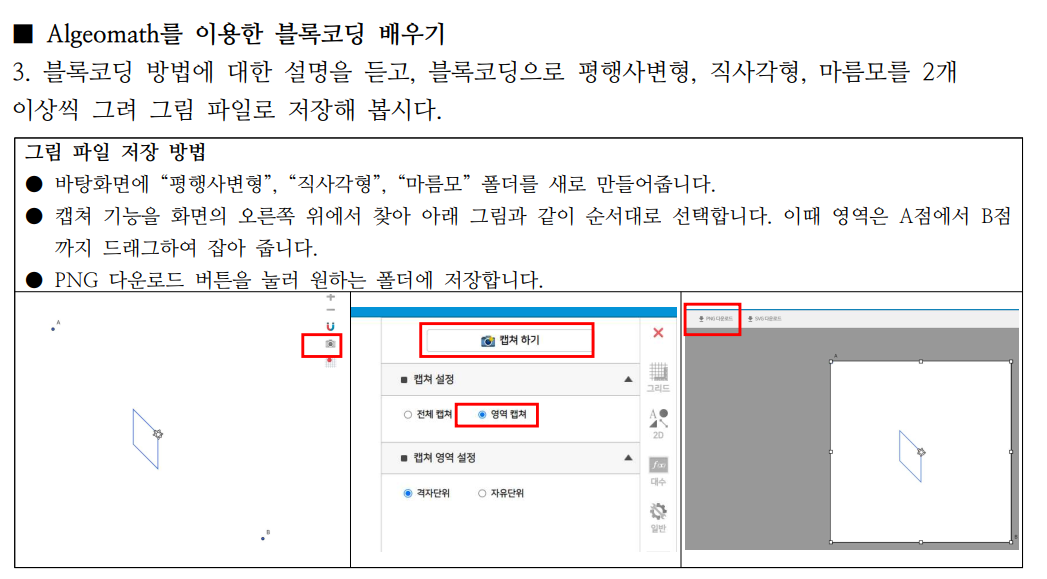 ■ Algeomath를 이용한 블록코딩 배우기
3. 블록코딩 방법에 대한 설명을 듣고, 블록코딩으로 평행사변형, 직사각형, 마름모를 2개
이상씩 그려 그림 파일로 저장해 봅시다.
그림 파일 저장 방법
● 바탕화면에 “평행사변형”, “직사각형”, “마름모” 폴더를 새로 만들어줍니다.
● 캡쳐 기능을 화면의 오른쪽 위에서 찾아 아래 그림과 같이 순서대로 선택합니다. 이때 영역은 A점에서 B점
까지 드래그하여 잡아 줍니다.
● PNG 다운로드 버튼을 눌러 원하는 폴더에 저장합니다.
A
B
캡쳐 하기
■ 캡쳐 설정
전체 캡쳐 영역 캡쳐
■ 캡쳐 영역 설정
격자단위 자유단위
그리드
2D
f(x)
대수
일반
PNG 다운로드 SVG 다운로드
A
B